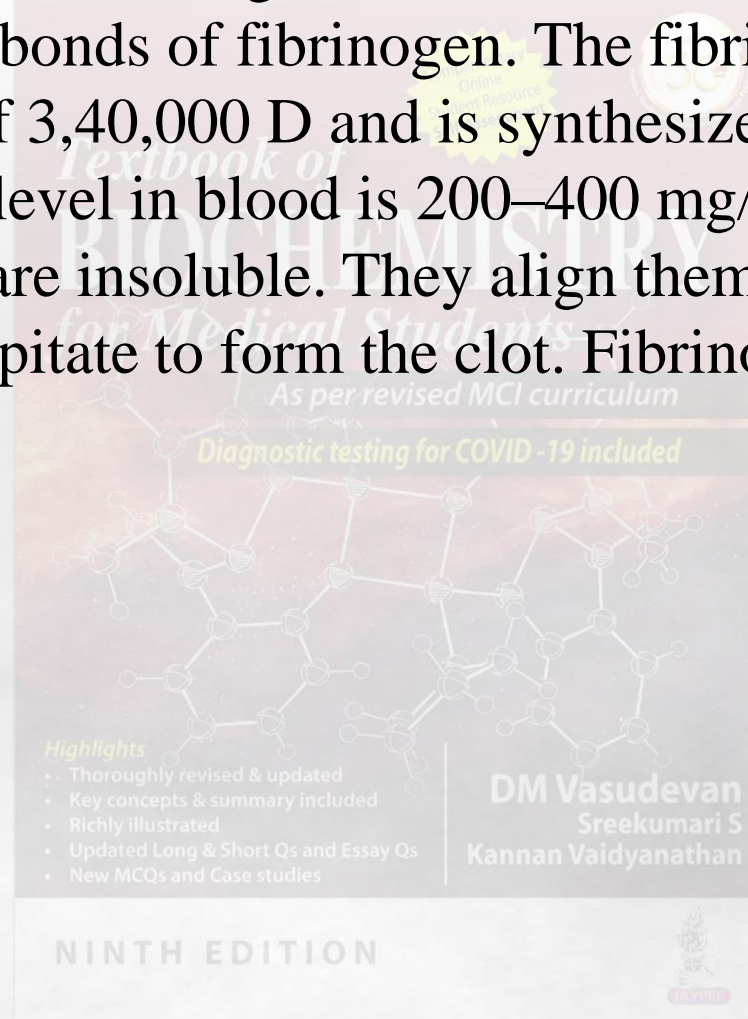 bonds of fibrinogen. The fibri
f 3,40,000 D and is synthesize
level in blood is 200–400 mg/
are insoluble. They align them
pitate to form the clot. Fibrino
Online
Student Resource
Textbook of
BIOCHEMISTRY
for Medical Students
As per revised MCI curriculum
Diagnostic testing for COVID -19 included
Highlights
• Thoroughly revised & updated
• Key concepts & summary included
• Richly illustrated
• Updated Long & Short Qs and Essay Qs
• New MCQs and Case studies
DM Vasudevan
Sreekumari S
Kannan Vaidyanathan
NINTH EDITION
JAYPEE